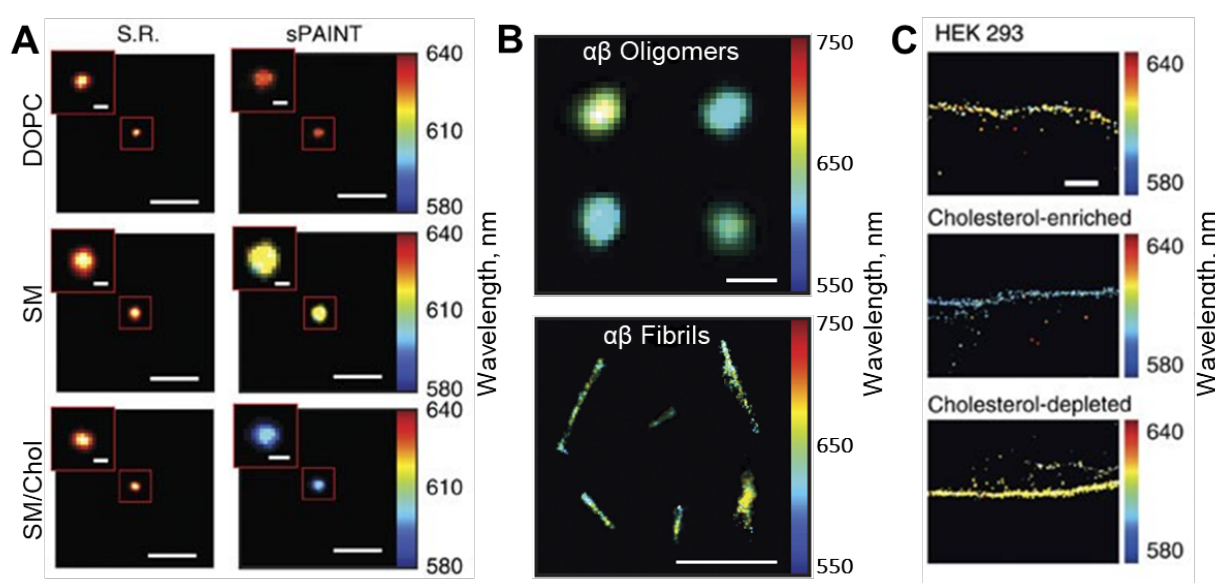 A
S.R.
sPAINT
DOPC
640
610
580
SM
640
610
580
SM/Chol
640
610
580
Wavelength, nm
B
αβ Oligomers
750
650
550
αβ Fibrils
750
650
550
Wavelength, nm
C
HEK 293
640
580
Cholesterol-enriched
640
580
Cholesterol-depleted
640
580
Wavelength, nm